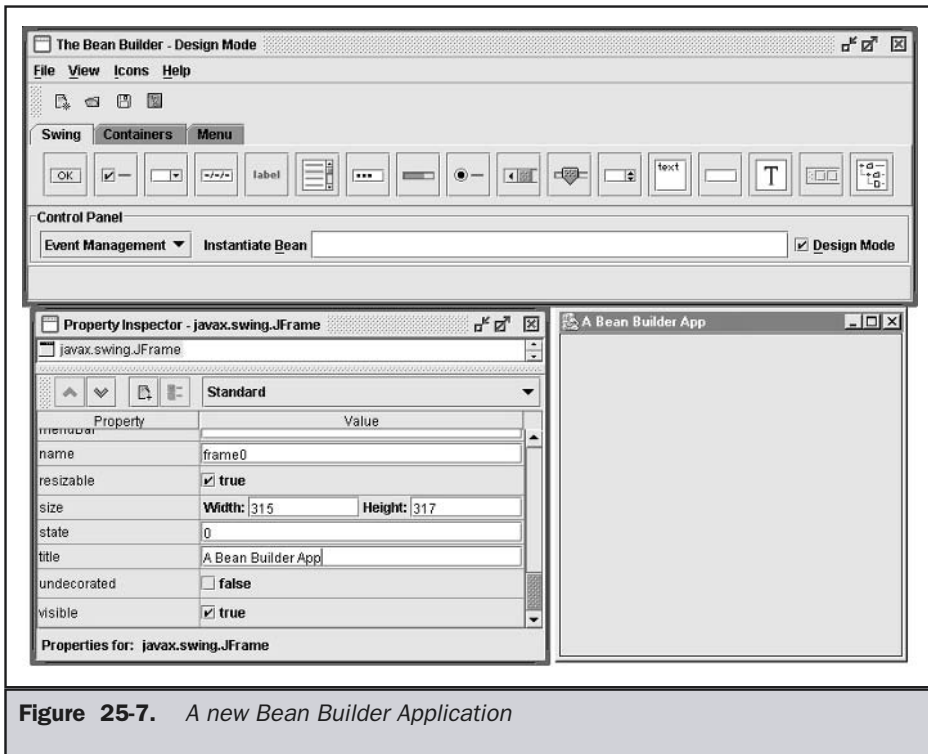 The Bean Builder - Design Mode
File View Icons Help
Swing Containers Menu
OK
-/-/-
label
text
T
Control Panel
Event Management Instantiate Bean Design Mode
Property Inspector - javax.swing.JFrame
javax.swing.JFrame
Standard
Property Value
menuBar
name frame0
resizable true
size Width: 315 Height: 317
state 0
title A Bean Builder App
undecorated false
visible true
Properties for: javax.swing.JFrame
A Bean Builder App
Figure 25-7. A new Bean Builder Application